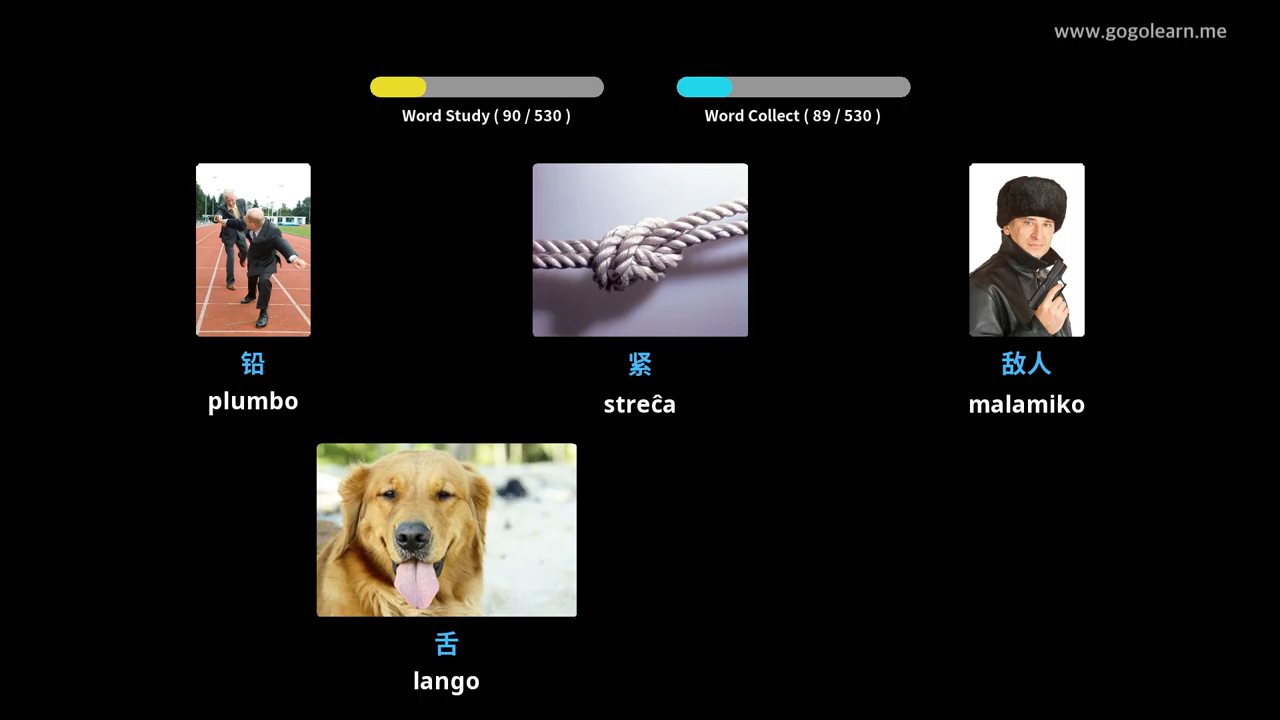 www.gogolearn.me
Word Study ( 90 / 530 )
Word Collect ( 89 / 530 )
铅
plumbo
紧
streĉa
敌人
malamiko
舌
lango